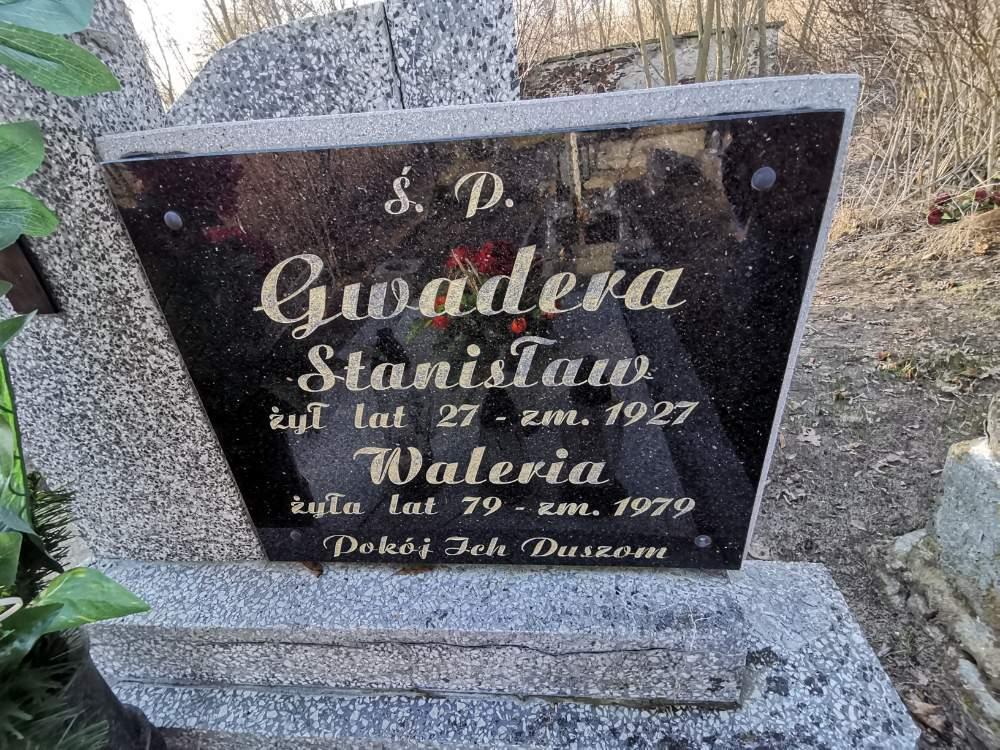 ś. P.
Gwadera
Stanisław
żył lat 27 - zm. 1927
Waleria
żyła lat 79 - zm. 1979
Pokój Ich Duszom